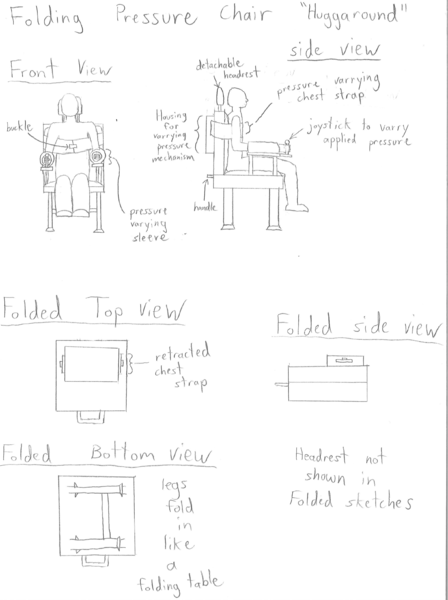 Folding Pressure Chair "Huggaround"
side view
Front View
detachable
headrest
pressure varrying
chest strap
Housing
for
varrying
pressure
mechanism
joystick to varry
applied pressure
buckle
handle
pressure
varying
sleeve
Folded Top view
Folded side view
retracted
chest
strap
Folded Bottom view
legs
fold
in
like
a
folding table
Headrest not
shown in
Folded sketches